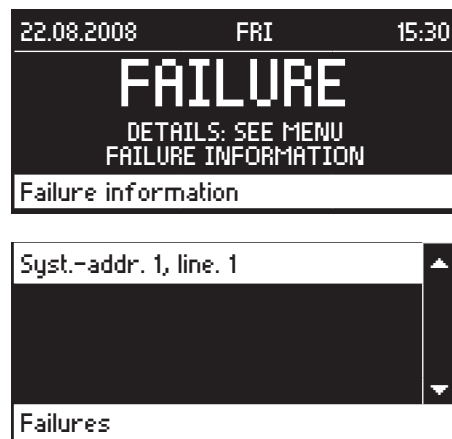 22.08.2008 FRI 15:30
FAILURE
DETAILS: SEE MENU
FAILURE INFORMATION
Failure information
Syst.-addr. 1, line. 1
Failures